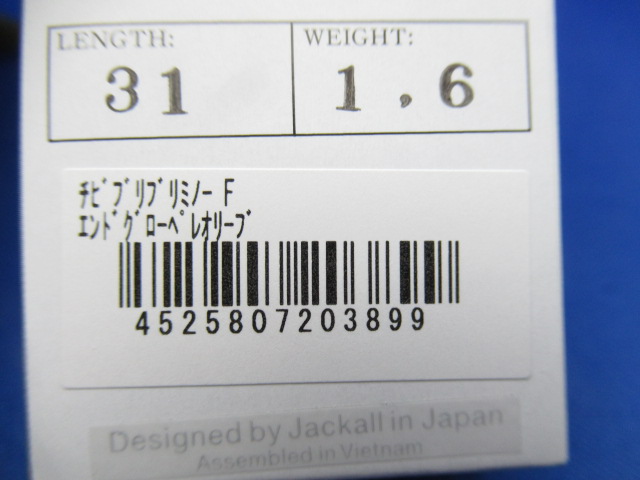 LENGTH:
31
WEIGHT:
1.6
ﾁﾋﾞﾌﾞﾘﾌﾞﾘﾐﾉｰ F
ｴﾝﾄﾞｸﾞﾛｰﾍﾟﾚｵﾘｰﾌﾞ
4525807203899
Designed by Jackall in Japan
Assembled in Vietnam